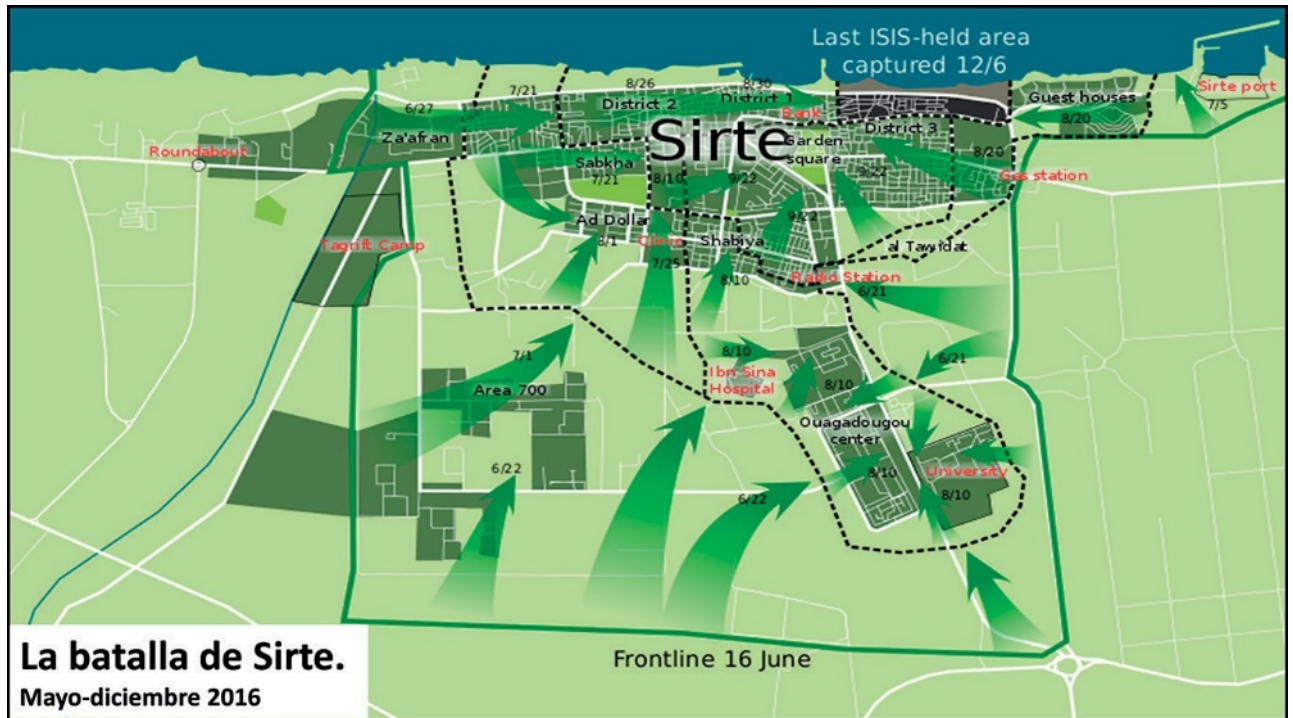 Last ISIS-held area
captured 12/6
Sirte port
7/5
8/26
8/30
7/21
District 2
District 1
Guest houses
6/27
Bank
8/20
Za'afran
Sirte
District 3
Roundabout
Garden
square
Sabkha
8/20
7/21
8/10
9/22
9/22
Gas station
Ad Dollar
9/22
8/1
Clinic
Shabiya
al Tawidat
Tagrift Camp
7/25
8/10
Radio Station
6/21
7/1
8/10
6/21
Ibn Sina
Hospital
Area 700
8/10
Ouagadougou
center
6/22
8/10
University
6/22
8/10
La batalla de Sirte.
Mayo-diciembre 2016
Frontline 16 June